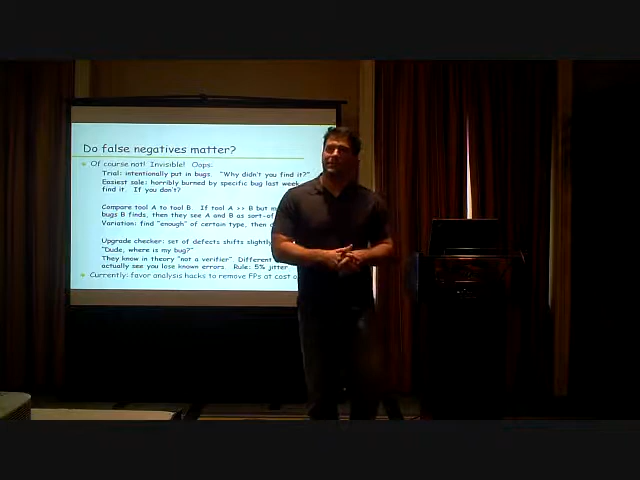 Do false negatives matter?
Of course not! Invisible! Oops.
Trial: intentionally put in bugs. "Why didn't you find it?"
Easiest sale: horribly burned by specific bug last week
find it. If you don't?
Compare tool A to tool B. If tool A >> B but
bugs B finds, then they see A and B as sort-of
Variation: find "enough" of certain type, then
Upgrade checker: set of defects shifts slightly
"Dude, where is my bug?"
They know in theory "not a verifier". Different
actually see you lose known errors Rule: 5% jitter
Currently: favor analysis hacks to remove FPs at cost